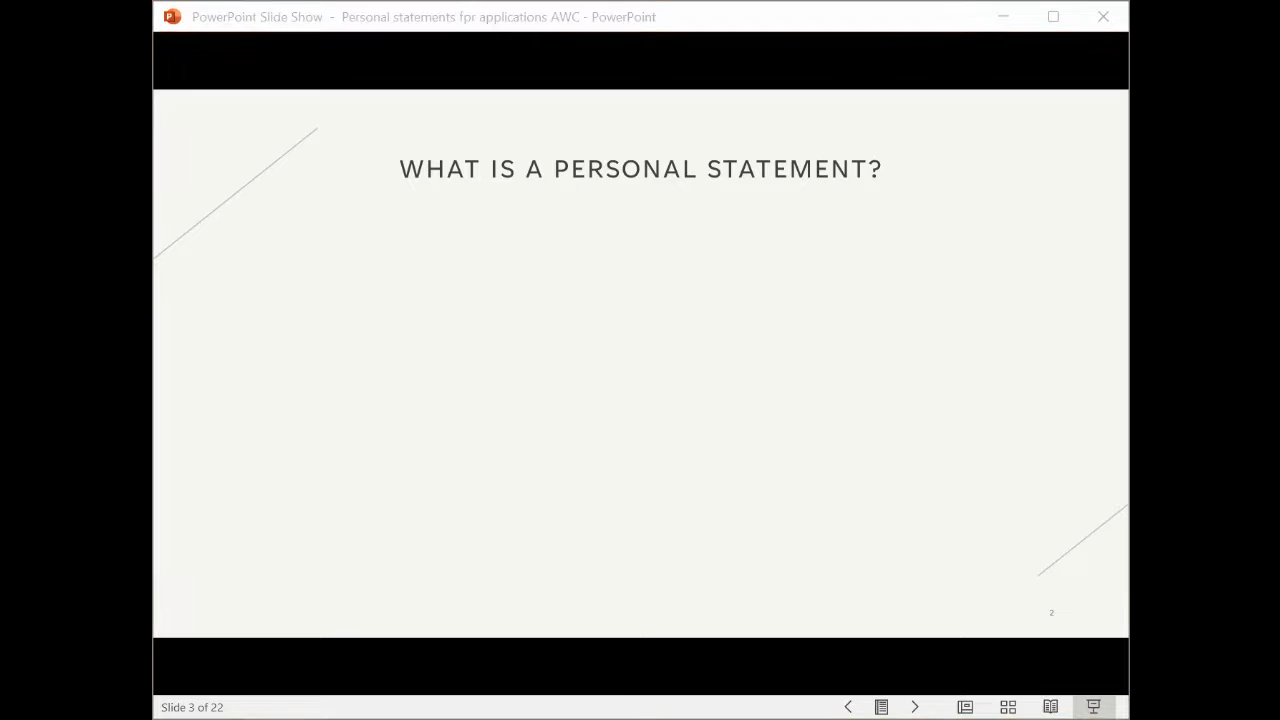 PowerPoint Slide Show - Personal statements fpr applications AWC - PowerPoint
WHAT IS A PERSONAL STATEMENT?
2
Slide 3 of 22